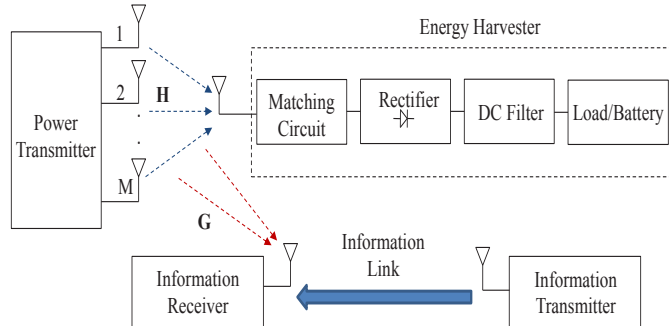 Energy Harvester
1
2
H
.
.
M
Power
Transmitter
Matching
Circuit
Rectifier
DC Filter
Load/Battery
G
Information
Link
Information
Receiver
Information
Transmitter